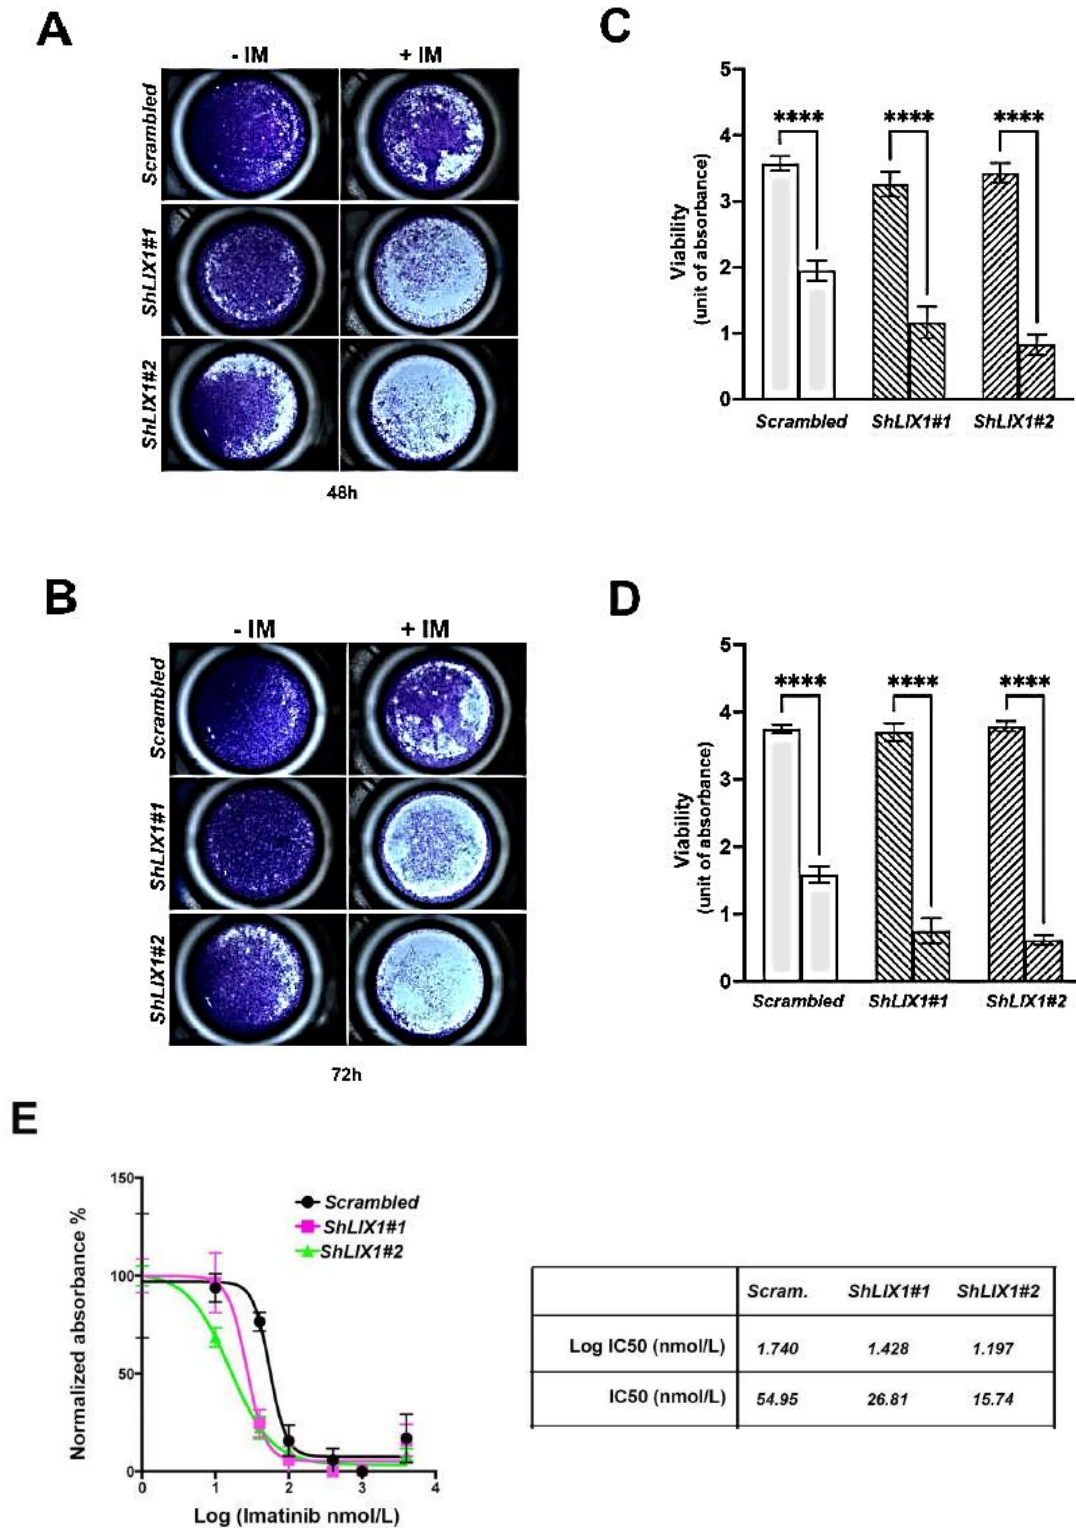 A
- IM + IM
Scrambled
ShLIX1#1
ShLIX1#2
48h
C
5
4
3
2
1
0
Viability
(unit of absorbance)
**** **** ****
Scrambled ShLIX1#1 ShLIX1#2
B
- IM + IM
Scrambled
ShLIX1#1
ShLIX1#2
72h
D
5
4
3
2
1
0
Viability
(unit of absorbance)
**** **** ****
Scrambled ShLIX1#1 ShLIX1#2
E
150
100
50
0
Normalized absorbance %
Scrambled
ShLIX1#1
ShLIX1#2
0 1 2 3 4
Log (Imatinib nmol/L)
Scram. ShLIX1#1 ShLIX1#2
Log IC50 (nmol/L) 1.740 1.428 1.197
IC50 (nmol/L) 54.95 26.81 15.74